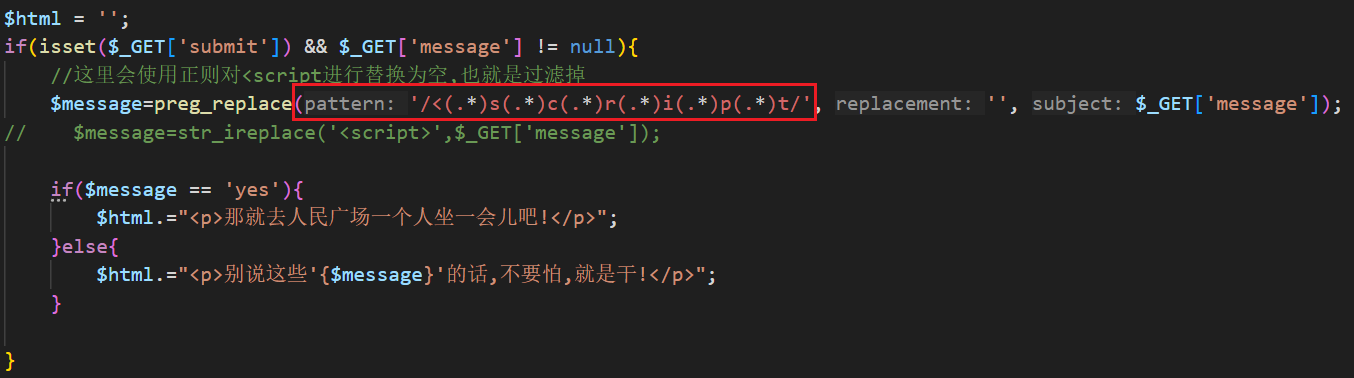 $html = '';
if(isset($_GET['submit']) && $_GET['message'] != null){
    //这里会使用正则对<script进行替换为空,也就是过滤掉
    $message=preg_replace(pattern: '/<(.*)s(.*)c(.*)r(.*)i(.*)p(.*)t/', replacement: '', subject: $_GET['message']);
//    $message=str_ireplace('<script>',$_GET['message']);
    if($message == 'yes'){
        $html.="<p>那就去人民广场一个人坐一会儿吧!</p>";
    }else{
        $html.="<p>别说这些'{$message}'的话,不要怕,就是干!</p>";
    }
}